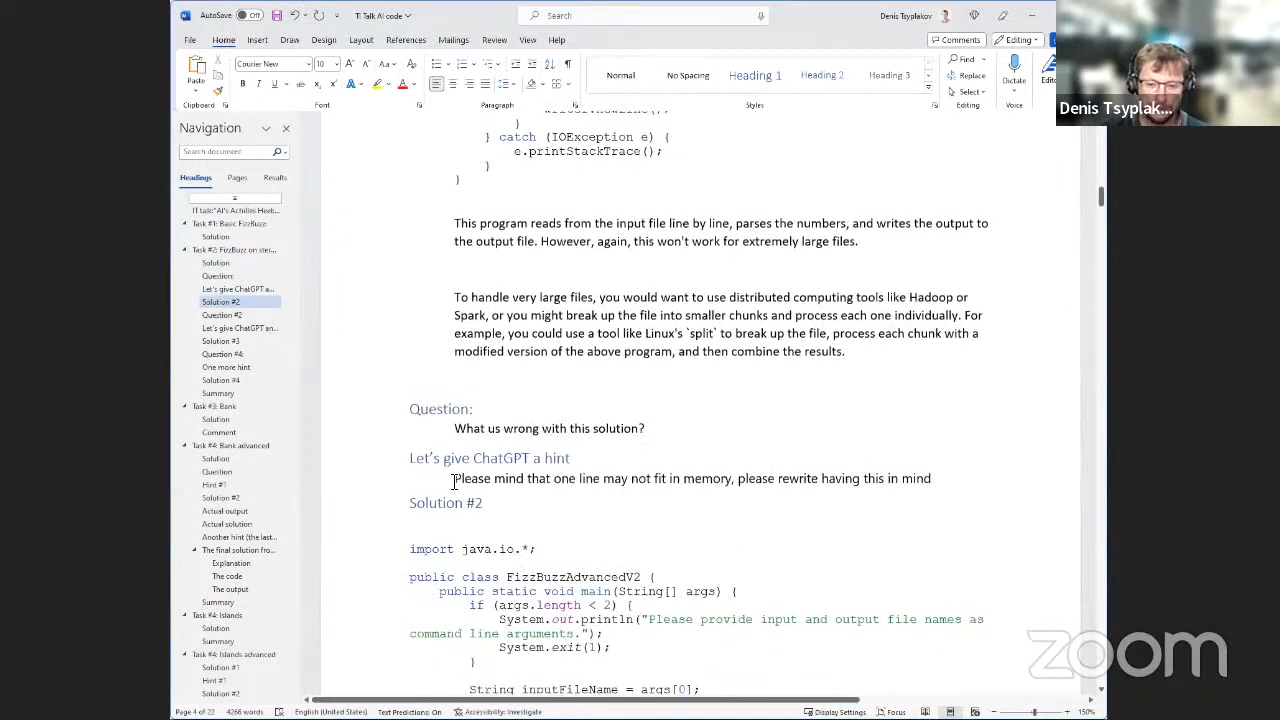 AutoSave Off TI Talk AI code Search Denis Tsyplakov
File Home Insert Draw Design Layout References Mailings Review View Help Comments Editing
Paste Courier New 10 Normal No Spacing Heading 1 Heading 2 Heading 3 Find Replace Select Dictate
Clipboard Font Paragraph Styles Editing Voice
Denis Tsyplak...
Navigation
Search document
Headings Pages Results
Task #1: Basic FizzBuzz
Solution
Task #2: FizzBuzz on ster...
Solution
Question:
Let's give ChatGPT a...
Solution #2
Question #2
Let's give ChatGPT an...
Solution #3
Question #4:
One more hint
Solution #4
Summary
Task #3: Bank
Solution
Comment
Task #4: Bank advanced
Solution
Question
Hint #1
Solution #2
Actual output
Actual solution
Another hint (the last...
The final solution fro...
Explanation
The code
The output
Summary
Task #4: Islands
Solution
Summary
Task #4: Islands advanced
Solution #1
Hint #1
Solution #2
}
} catch (IOException e) {
e.printStackTrace();
}
}
This program reads from the input file line by line, parses the numbers, and writes the output to
the output file. However, again, this won't work for extremely large files.
To handle very large files, you would want to use distributed computing tools like Hadoop or
Spark, or you might break up the file into smaller chunks and process each one individually. For
example, you could use a tool like Linux's `split` to break up the file, process each chunk with a
modified version of the above program, and then combine the results.
Question:
What us wrong with this solution?
Let's give ChatGPT a hint
Please mind that one line may not fit in memory, please rewrite having this in mind
Solution #2
import java.io.*;
public class FizzBuzzAdvancedV2 {
public static void main(String[] args) {
if (args.length < 2) {
System.out.println("Please provide input and output file names as
command line arguments.");
System.exit(1);
}
String inputFileName = args[0];
zoom
Page 4 of 22 4266 words English (United States) Text Predictions: On Accessibility: Investigate Display Settings Focus 150%